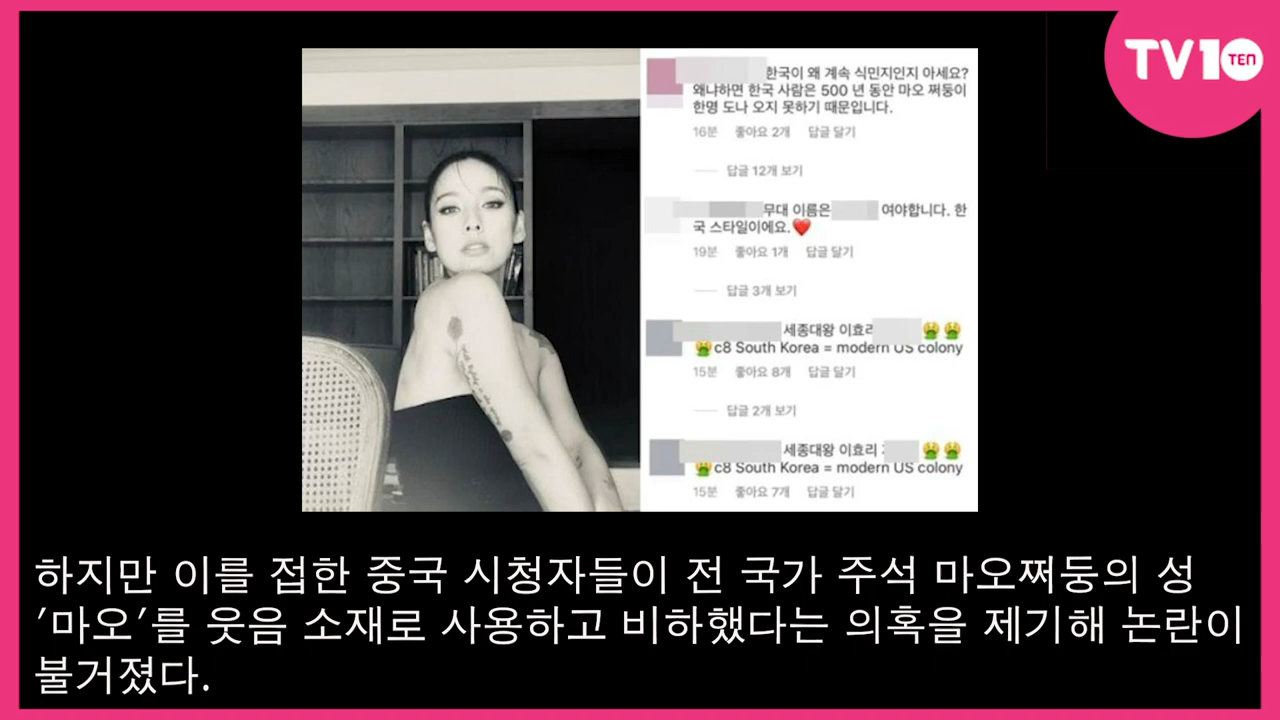 TV10
TEN
한국이 왜 계속 식민지인지 아세요?
왜냐하면 한국 사람은 500 년 동안 마오 쩌둥이
한명 도나 오지 못하기 때문입니다.
16분 좋아요 2개 답글 달기
답글 12개 보기
무대 이름은 여야합니다. 한
국 스타일이에요.❤️
19분 좋아요 1개 답글 달기
답글 3개 보기
세종대왕 이효리 🤮🤮
🤮c8 South Korea = modern US colony
15분 좋아요 8개 답글 달기
답글 2개 보기
세종대왕 이효리 🤮🤮
🤮c8 South Korea = modern US colony
15분 좋아요 7개 답글 달기
하지만 이를 접한 중국 시청자들이 전 국가 주석 마오쩌둥의 성
'마오'를 웃음 소재로 사용하고 비하했다는 의혹을 제기해 논란이
불거졌다.